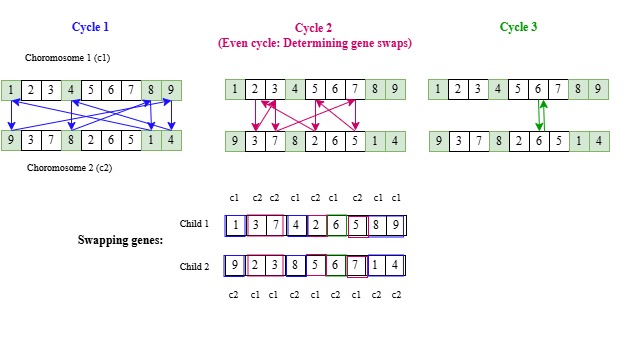 Cycle 1
Cycle 2
(Even cycle: Determining gene swaps)
Cycle 3
Choromosome 1 (c1)
1 2 3 4 5 6 7 8 9
1 2 3 4 5 6 7 8 9
1 2 3 4 5 6 7 8 9
9 3 7 8 2 6 5 1 4
9 3 7 8 2 6 5 1 4
9 3 7 8 2 6 5 1 4
Choromosome 2 (c2)
c1 c2 c2 c1 c2 c1 c2 c1 c1
Child 1
1 3 7 4 2 6 5 8 9
Swapping genes:
Child 2
9 2 3 8 5 6 7 1 4
c2 c1 c1 c2 c1 c2 c1 c2 c2